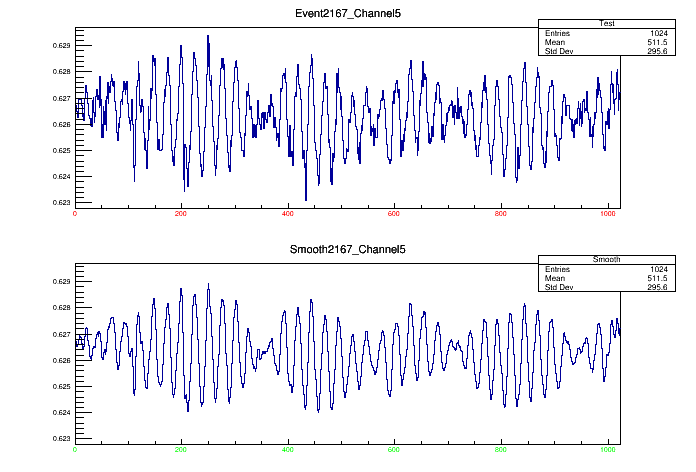 Event2167_Channel5
Test
Entries 1024
Mean 511.5
Std Dev 295.6
0.629
0.628
0.627
0.626
0.625
0.624
0.623
0 200 400 600 800 1000
Smooth2167_Channel5
Smooth
Entries 1024
Mean 511.5
Std Dev 295.6
0.629
0.628
0.627
0.626
0.625
0.624
0.623
0 200 400 600 800 1000